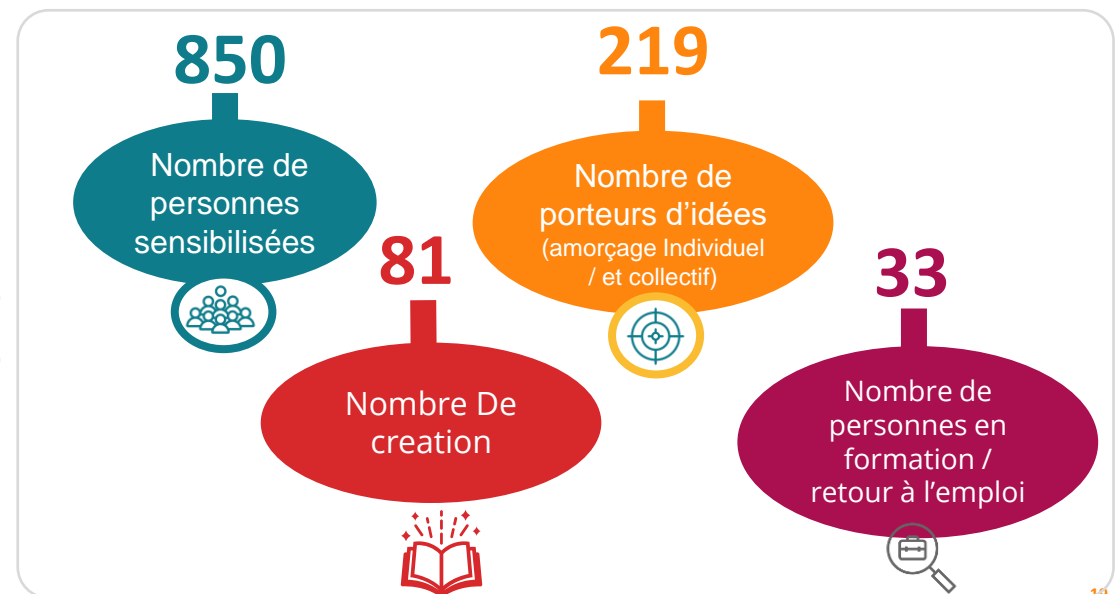 850
Nombre de
personnes
sensibilisées
219
Nombre de
porteurs d’idées
(amorçage Individuel
/ et collectif)
81
Nombre De
creation
33
Nombre de
personnes en
formation /
retour à l’emploi